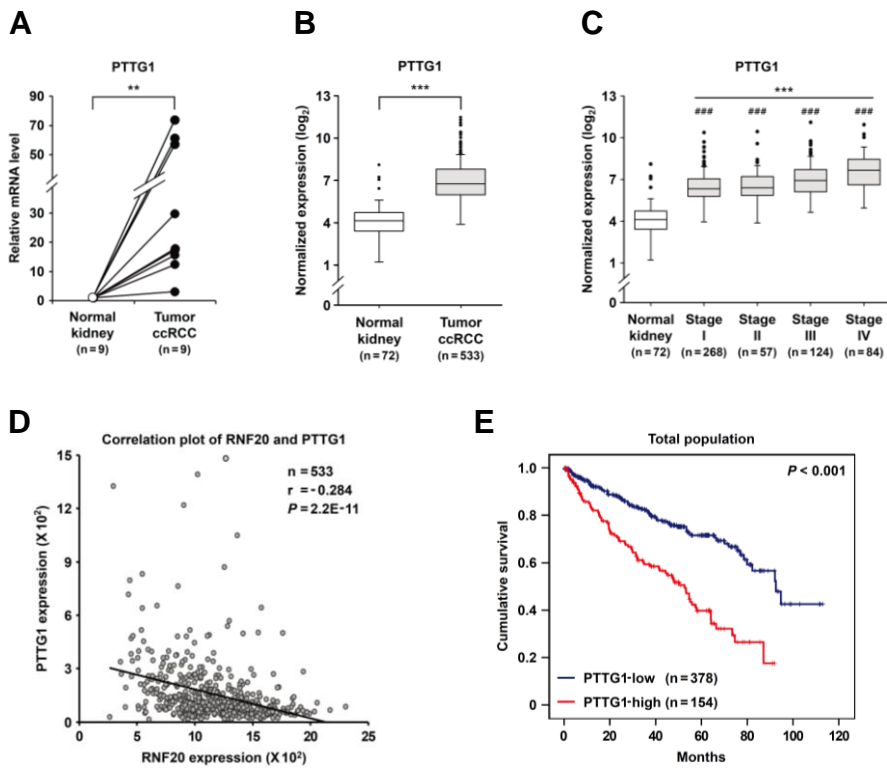 A
PTTG1
**
Relative mRNA level
90
70
50
30
20
10
0
Normal kidney (n=9)
Tumor ccRCC (n=9)
B
PTTG1
***
Normalized expression (log2)
13
10
7
4
1
0
Normal kidney (n=72)
Tumor ccRCC (n=533)
C
PTTG1
***
### ### ### ###
Normalized expression (log2)
13
10
7
4
1
0
Normal kidney (n=72)
Stage I (n=268)
Stage II (n=57)
Stage III (n=124)
Stage IV (n=84)
D
Correlation plot of RNF20 and PTTG1
n=533
r=-0.284
P=2.2E-11
PTTG1 expression (X10²)
15
12
9
6
3
0
0 5 10 15 20 25
RNF20 expression (X10²)
E
Total population
P < 0.001
Cumulative survival
1.0
0.8
0.6
0.4
0.2
0
PTTG1-low (n=378)
PTTG1-high (n=154)
0 20 40 60 80 100 120
Months